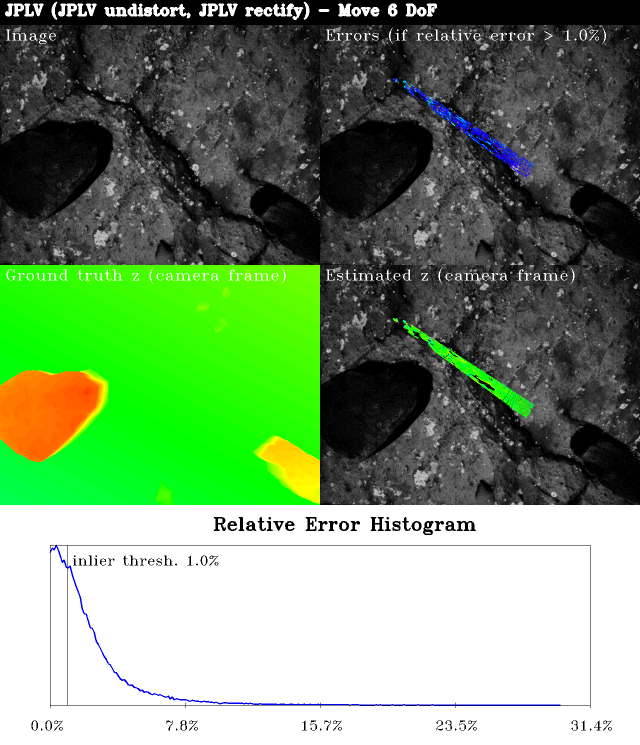 JPLV (JPLV undistort, JPLV rectify) - Move 6 DoF
Image
Errors (if relative error > 1.0%)
Ground truth z (camera frame)
Estimated z (camera frame)
Relative Error Histogram
inlier thresh. 1.0%
0.0% 7.8% 15.7% 23.5% 31.4%